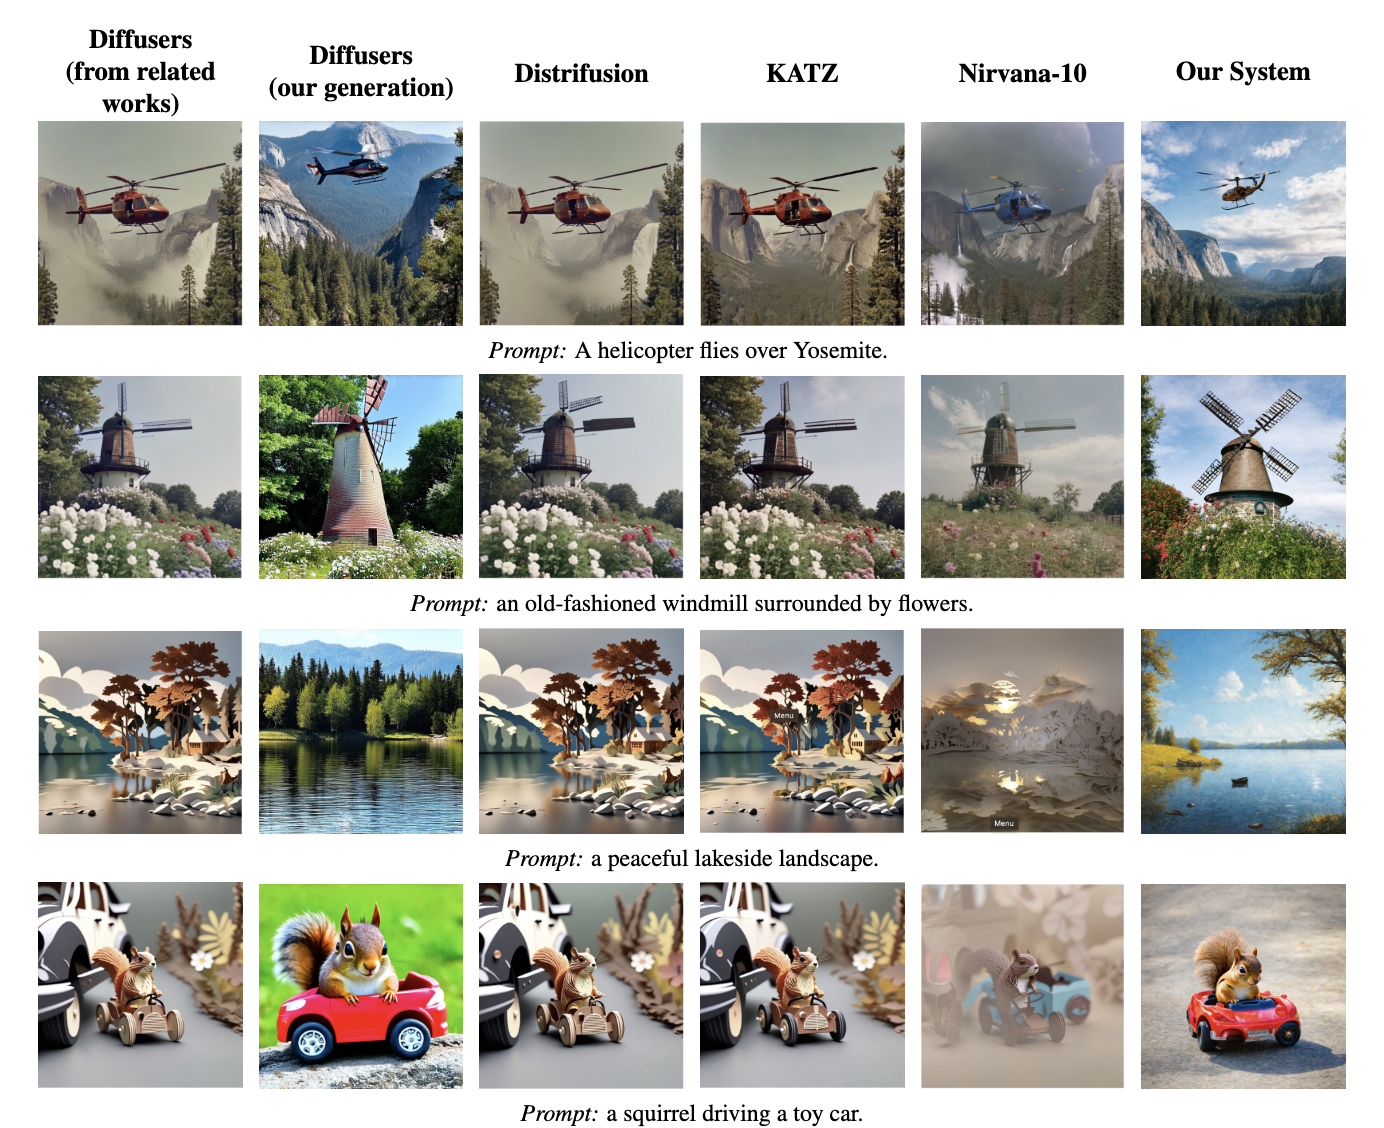 Diffusers
(from related
works)
Diffusers
(our generation)
Distrifusion
KATZ
Nirvana-10
Our System
Prompt: A helicopter flies over Yosemite.
Prompt: an old-fashioned windmill surrounded by flowers.
Menu
Menu
Prompt: a peaceful lakeside landscape.
Prompt: a squirrel driving a toy car.